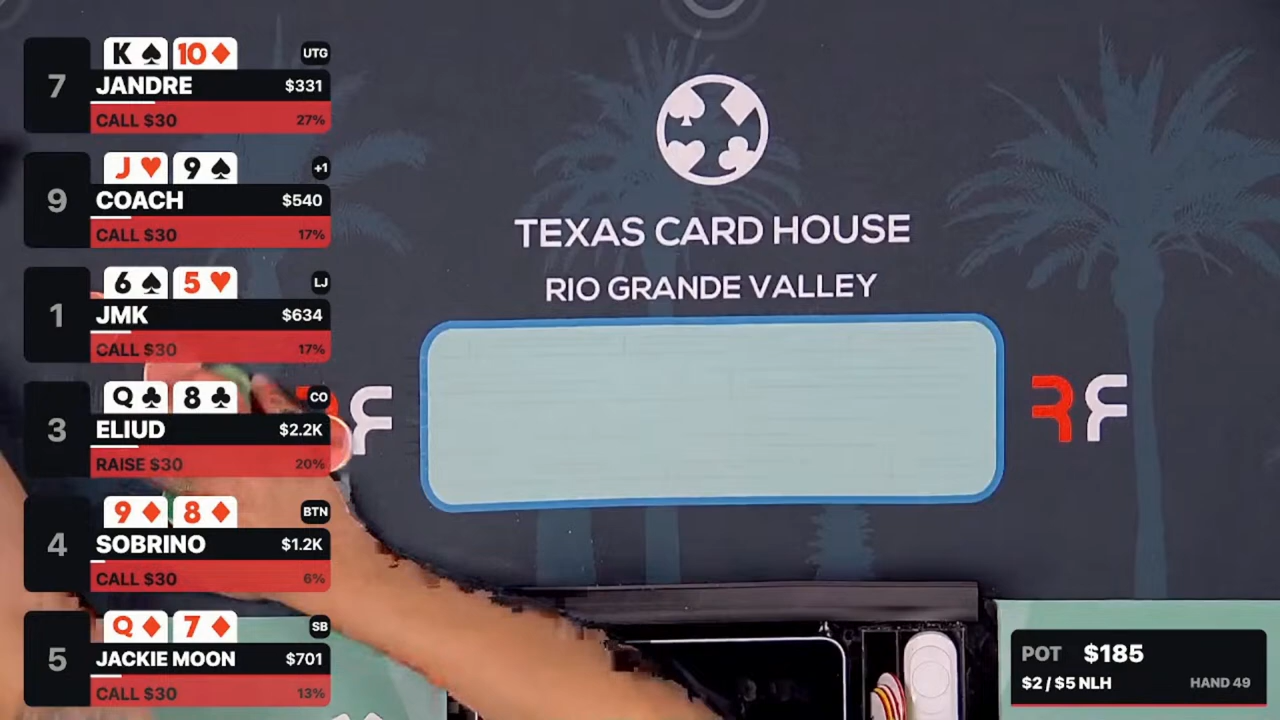 K♠ 10♦ UTG
7 JANDRE $331
CALL $30 27%
J♥ 9♠ +1
9 COACH $540
CALL $30 17%
6♠ 5♥ LJ
1 JMK $634
CALL $30 17%
Q♣ 8♣ CO
3 ELIUD $2.2K
RAISE $30 20%
9♦ 8♦ BTN
4 SOBRINO $1.2K
CALL $30 6%
Q♦ 7♦ SB
5 JACKIE MOON $701
CALL $30 13%
TEXAS CARD HOUSE
RIO GRANDE VALLEY
RF
POT $185
$2 / $5 NLH HAND 49